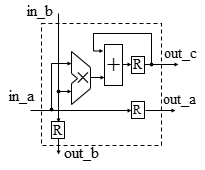 in_b
out_c
× + R
in_a
R
out_a
R
out_b